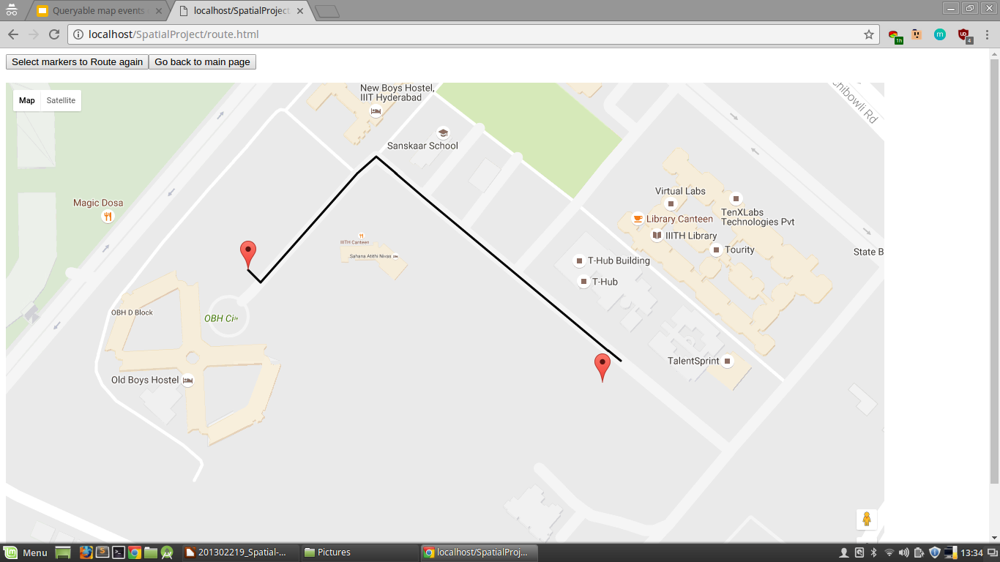 Queryable map events
localhost/SpatialProject
localhost/SpatialProject/route.html
1h
m
4
Select markers to Route again
Go back to main page
Map
Satellite
New Boys Hostel,
IIIT Hyderabad
chibowli Rd
Sanskaar School
Magic Dosa
Virtual Labs
TenXLabs
Technologies Pvt
Library Canteen
IIITH Library
Tourity
State B
IIITH Canteen
Sahana Atithi Nivas
T-Hub Building
T-Hub
OBH D Block
OBH Ci
TalentSprint
Old Boys Hostel
Menu
201302219_Spatial-...
Pictures
localhost/SpatialProj...
13:34